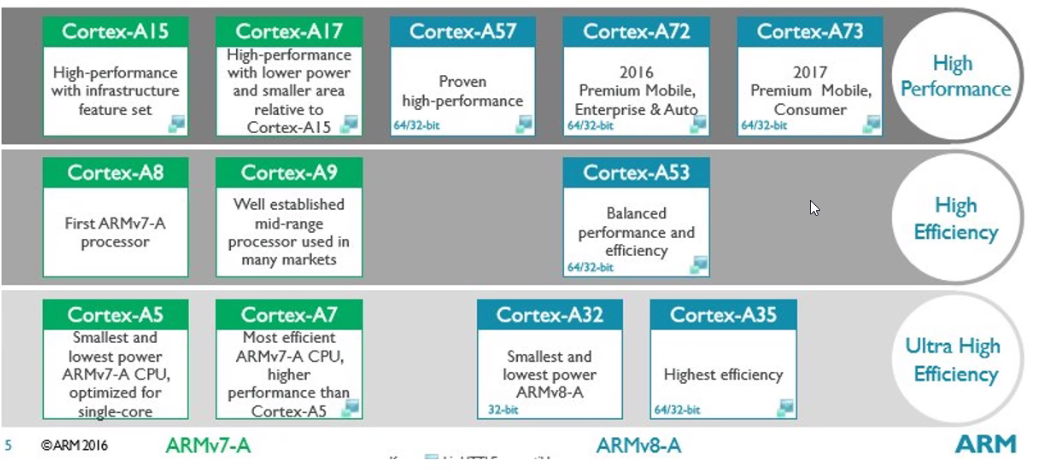 Cortex-A15
High-performance
with infrastructure
feature set
Cortex-A17
High-performance
with lower power
and smaller area
relative to
Cortex-A15
Cortex-A57
Proven
high-performance
64/32-bit
Cortex-A72
2016
Premium Mobile,
Enterprise & Auto
64/32-bit
Cortex-A73
2017
Premium Mobile,
Consumer
64/32-bit
High
Performance
Cortex-A8
First ARMv7-A
processor
Cortex-A9
Well established
mid-range
processor used in
many markets
Cortex-A53
Balanced
performance and
efficiency
64/32-bit
High
Efficiency
Cortex-A5
Smallest and
lowest power
ARMv7-A CPU,
optimized for
single-core
Cortex-A7
Most efficient
ARMv7-A CPU,
higher
performance than
Cortex-A5
Cortex-A32
Smallest and
lowest power
ARMv8-A
32-bit
Cortex-A35
Highest efficiency
64/32-bit
Ultra High
Efficiency
5 ©ARM 2016 ARMv7-A ARMv8-A ARM